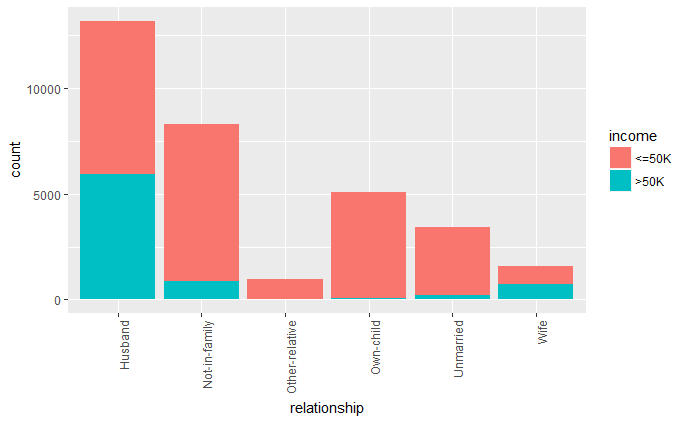 count
10000
5000
0
Husband
Not-in-family
Other-relative
Own-child
Unmarried
Wife
relationship
income
<=50K
>50K